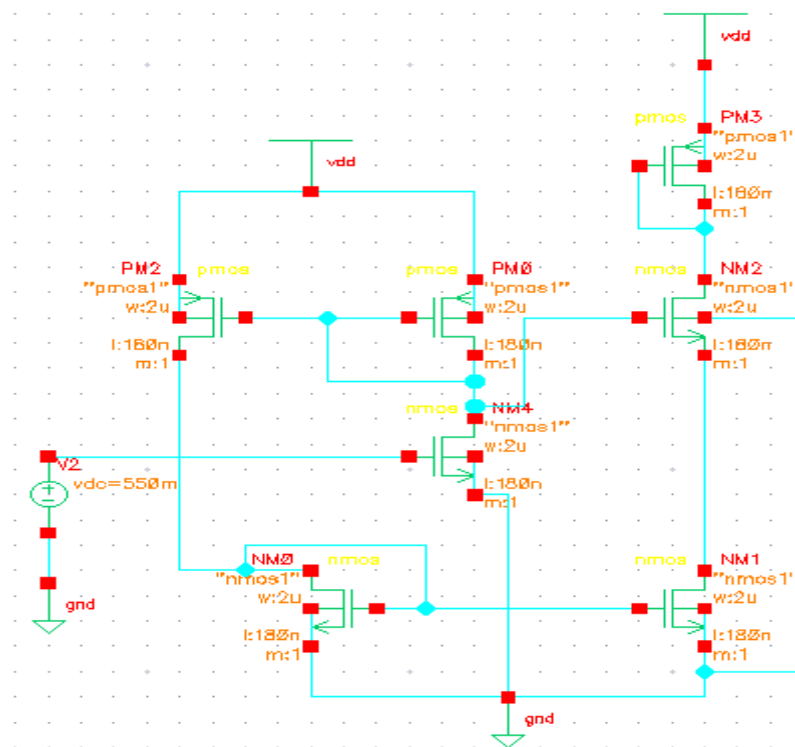 vdd
pmos
PM3
"pmos1"
w:2u
l:180n
m:1
vdd
PM2
pmos
"pmos1"
w:2u
l:180n
m:1
pmos
PM0
"pmos1"
w:2u
l:180n
m:1
nmos
NM2
"nmos1"
w:2u
l:180n
m:1
nmos
NM4
"nmos1"
w:2u
l:180n
m:1
V2
vdc=550m
gnd
NM0
nmos
"nmos1"
w:2u
l:180n
m:1
nmos
NM1
"nmos1"
w:2u
l:180n
m:1
gnd